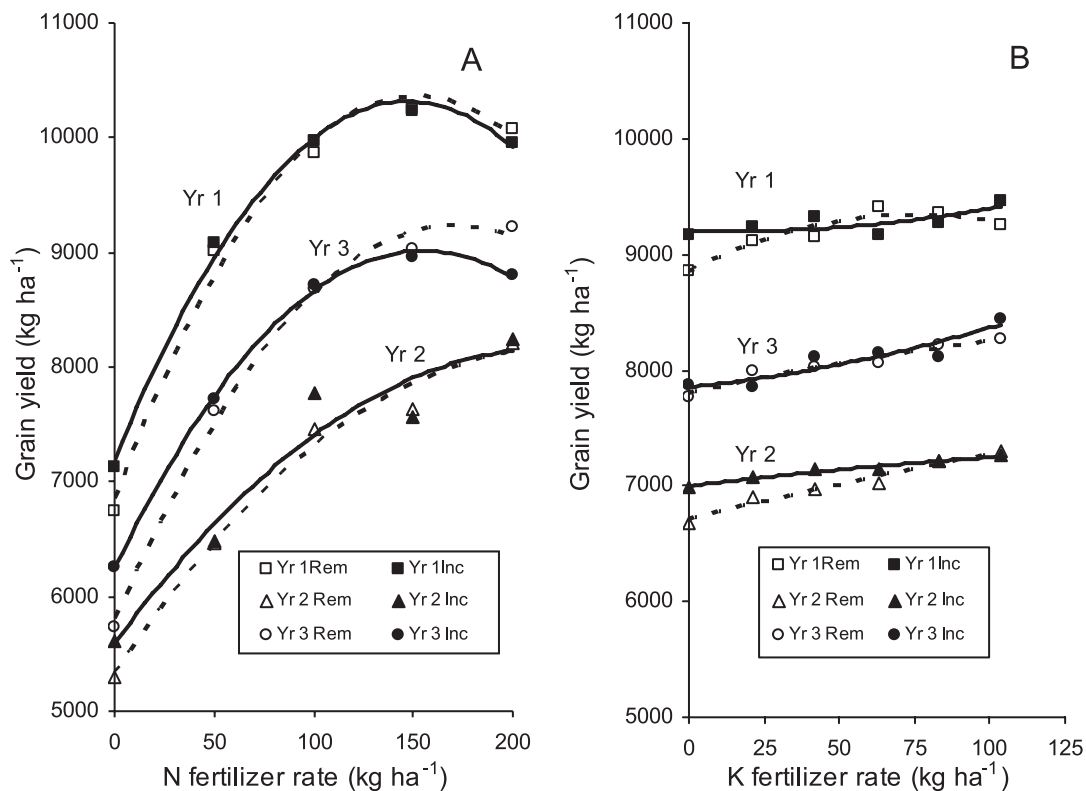 A
11000
10000
9000
8000
7000
6000
5000
Grain yield (kg ha⁻¹)
Yr 1
Yr 3
Yr 2
Yr 1Rem
Yr 1Inc
Yr 2 Rem
Yr 2 Inc
Yr 3 Rem
Yr 3 Inc
0 50 100 150 200
N fertilizer rate (kg ha⁻¹)
B
11000
10000
9000
8000
7000
6000
5000
Grain yield (kg ha⁻¹)
Yr 1
Yr 3
Yr 2
Yr 1Rem
Yr 1Inc
Yr 2 Rem
Yr 2 Inc
Yr 3 Rem
Yr 3 Inc
0 25 50 75 100 125
K fertilizer rate (kg ha⁻¹)